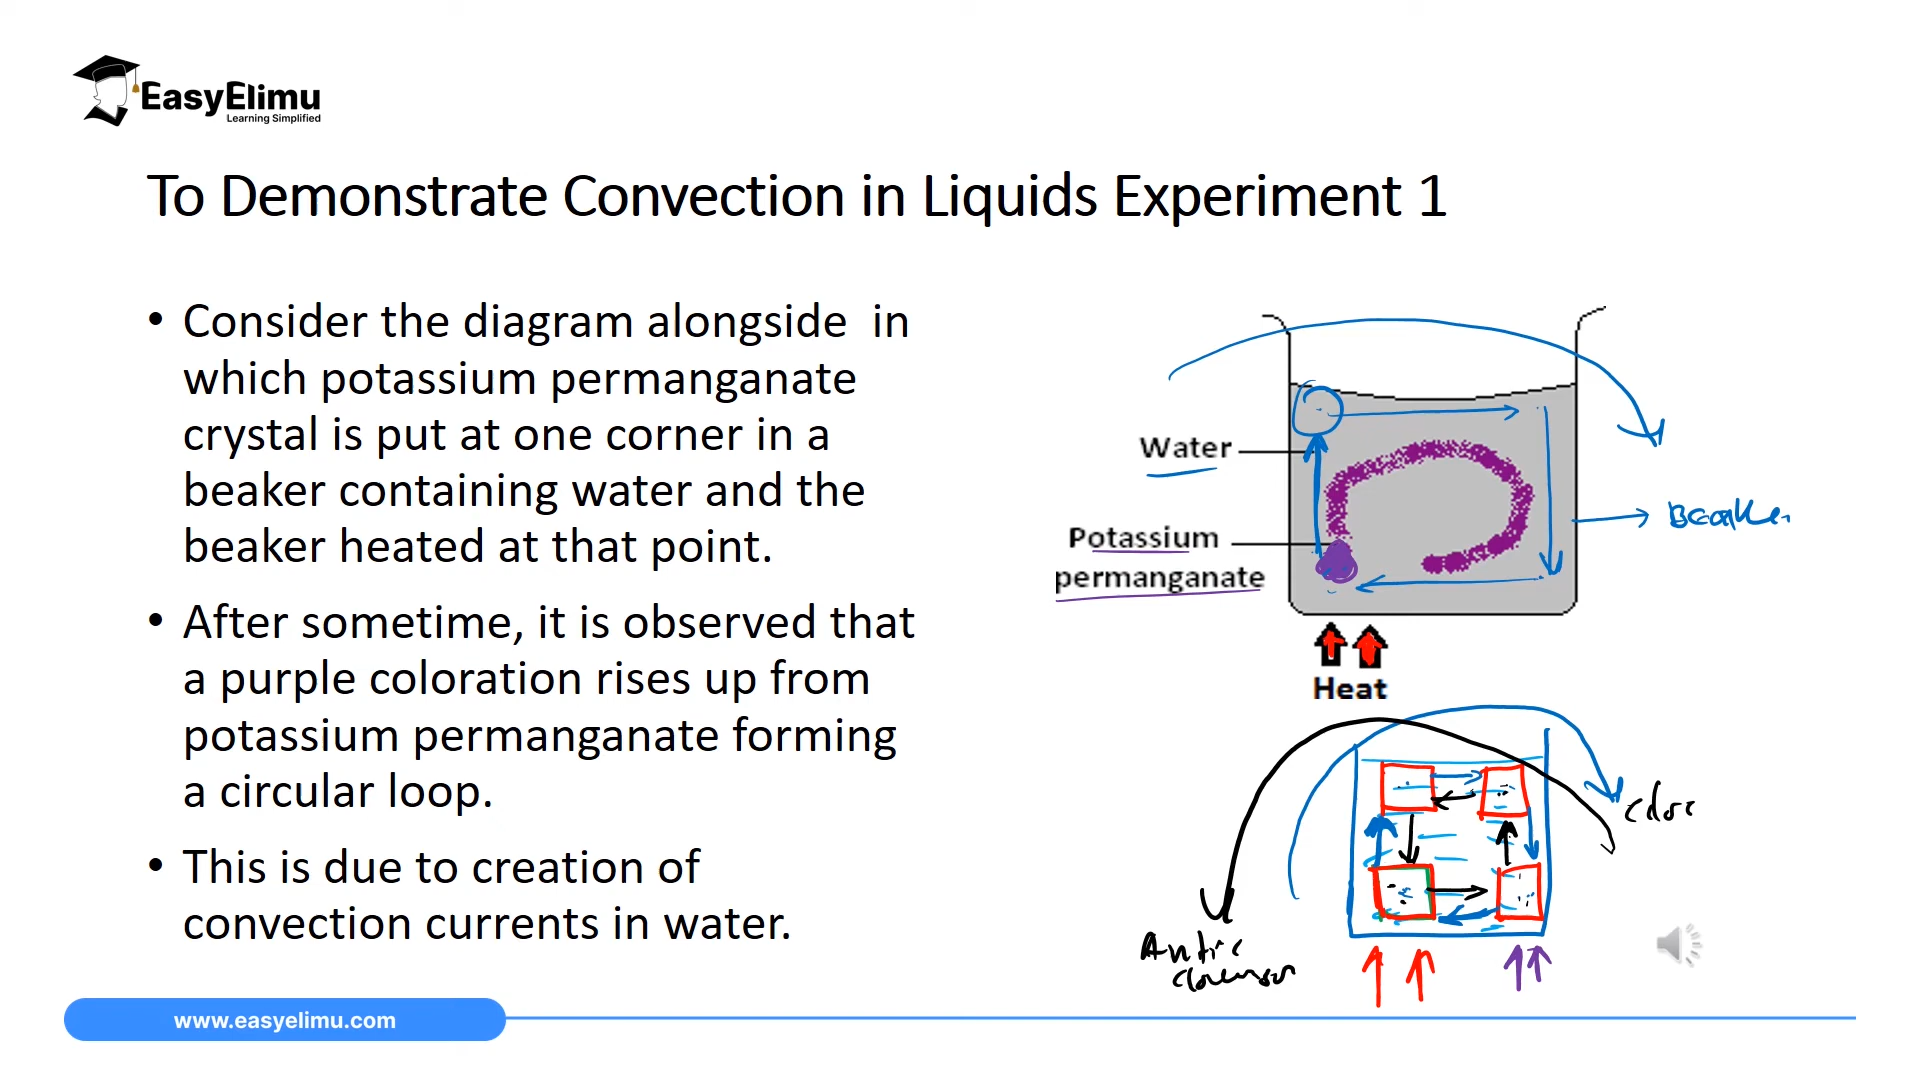 EasyElimu
Learning Simplified
To Demonstrate Convection in Liquids Experiment 1
• Consider the diagram alongside in
which potassium permanganate
crystal is put at one corner in a
beaker containing water and the
beaker heated at that point.
• After sometime, it is observed that
a purple coloration rises up from
potassium permanganate forming
a circular loop.
• This is due to creation of
convection currents in water.
Water
Potassium
permanganate
Beaker
Heat
www.easyelimu.com